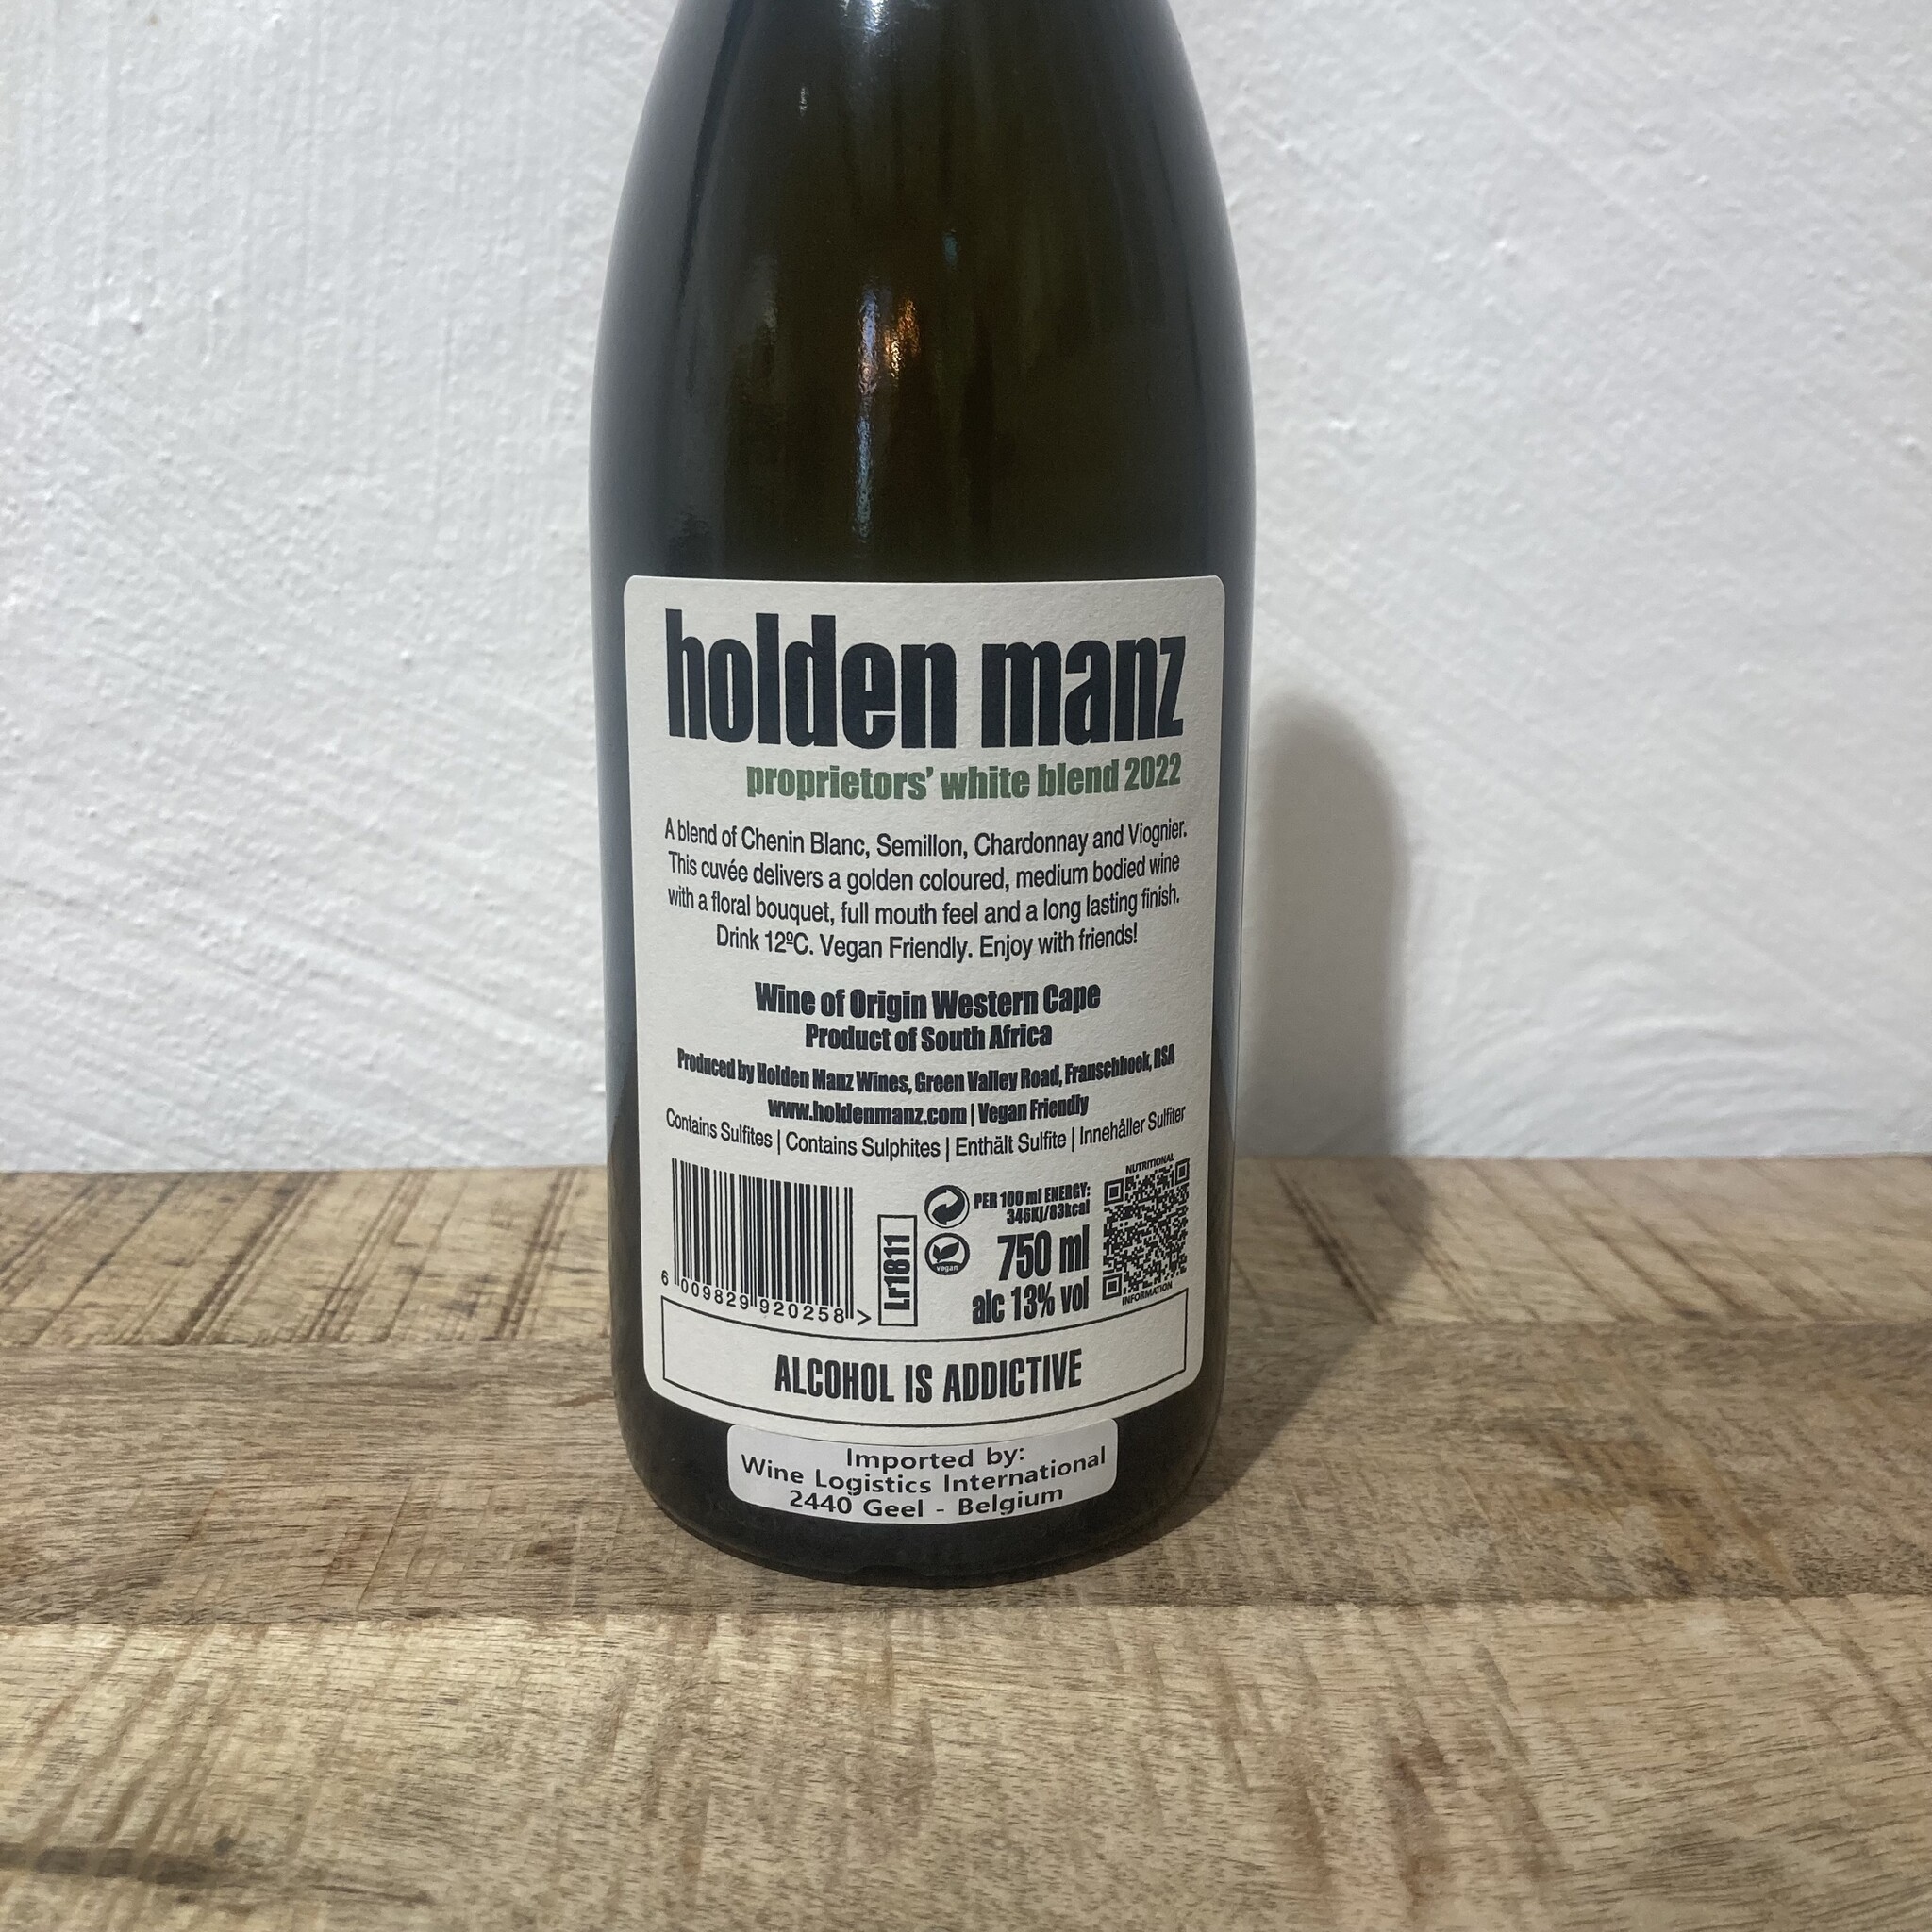 holden manz
proprietors' white blend 2022
A blend of Chenin Blanc, Semillon, Chardonnay and Viognier.
This cuvée delivers a golden coloured, medium bodied wine
with a floral bouquet, full mouth feel and a long lasting finish.
Drink 12ºC. Vegan Friendly. Enjoy with friends!
Wine of Origin Western Cape
Product of South Africa
Produced by Holden Manz Wines, Green Valley Road, Franschhoek, RSA
www.holdenmanz.com | Vegan Friendly
Contains Sulfites | Contains Sulphites | Enthält Sulfite | Innehåller Sulfiter
6 009829 920258 >
Lr1811
vegan
PER 100 ml ENERGY:
346KJ/83kcal
750 ml
alc 13% vol
NUTRITIONAL
INFORMATION
ALCOHOL IS ADDICTIVE
Imported by:
Wine Logistics International
2440 Geel - Belgium